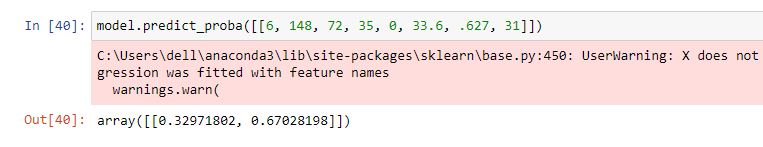 In [40]: model.predict_proba([[6, 148, 72, 35, 0, 33.6, .627, 31]])
C:\Users\dell\anaconda3\lib\site-packages\sklearn\base.py:450: UserWarning: X does not
gression was fitted with feature names
warnings.warn(
Out[40]: array([[0.32971802, 0.67028198]])